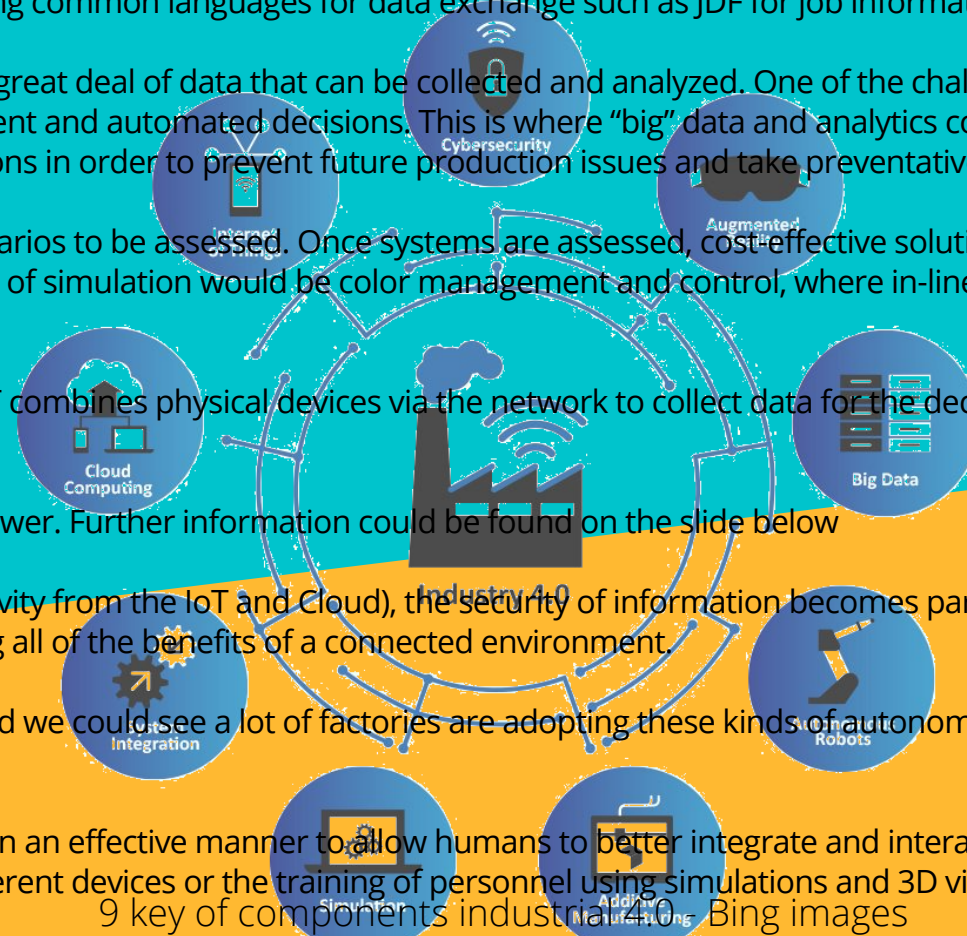 ng common languages for data exchange such as JDF for job informat
great deal of data that can be collected and analyzed. One of the chal
ent and automated decisions. This is where “big” data and analytics co
ons in order to prevent future production issues and take preventativ
arios to be assessed. Once systems are assessed, cost-effective soluti
of simulation would be color management and control, where in-line
combines physical devices via the network to collect data for the dec
wer. Further information could be found on the slide below
vity from the IoT and Cloud), the security of information becomes par
g all of the benefits of a connected environment.
d we could see a lot of factories are adopting these kinds of autonom
n an effective manner to allow humans to better integrate and intera
erent devices or the training of personnel using simulations and 3D vi
Cybersecurity
Internet
of Things
Augmented
Reality
Cloud
Computing
Big Data
Industry 4.0
System
Integration
Autonomous
Robots
Simulation
Additive
Manufacturing
9 key of components industrial 4.0 - Bing images